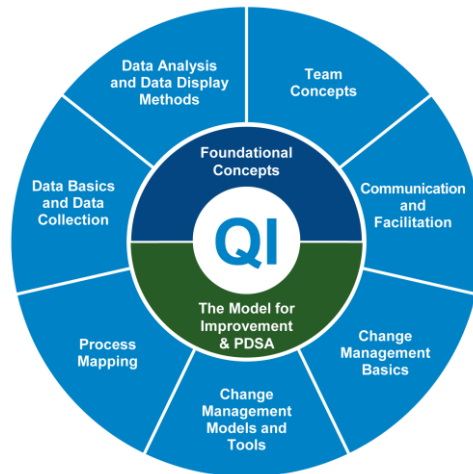 Data Analysis
and Data Display
Methods
Team
Concepts
Communication
and
Facilitation
Change
Management
Basics
Change
Management
Models and
Tools
Process
Mapping
Data Basics
and Data
Collection
Foundational
Concepts
QI
The Model for
Improvement
& PDSA